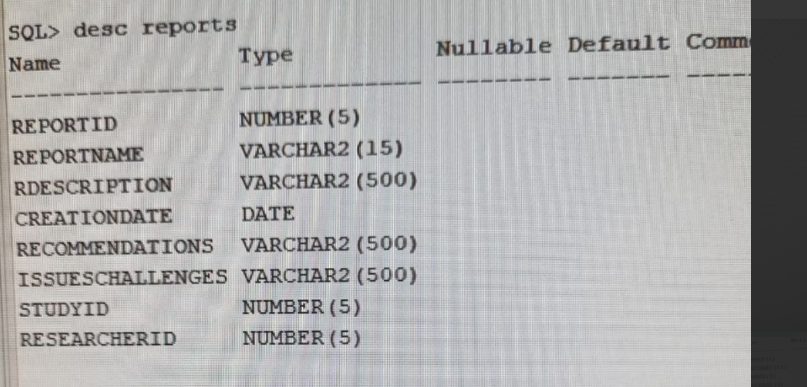 SQL> desc reports
Name Type Nullable Default Comm
---------------- -------------- -------- ------- -----
REPORTID NUMBER(5)
REPORTNAME VARCHAR2(15)
RDESCRIPTION VARCHAR2(500)
CREATIONDATE DATE
RECOMMENDATIONS VARCHAR2(500)
ISSUESCHALLENGES VARCHAR2(500)
STUDYID NUMBER(5)
RESEARCHERID NUMBER(5)